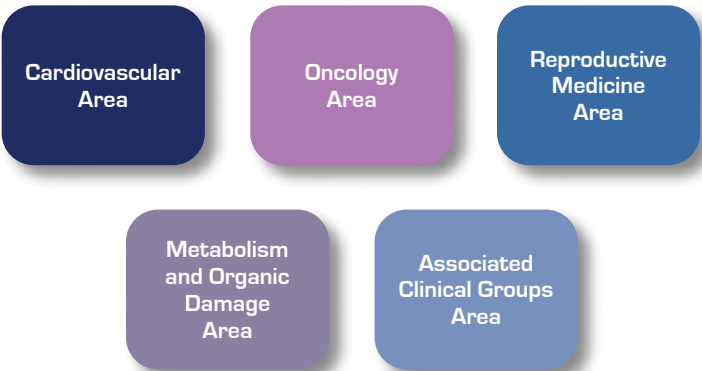 Cardiovascular
Area
Oncology
Area
Reproductive
Medicine
Area
Metabolism
and Organic
Damage
Area
Associated
Clinical Groups
Area